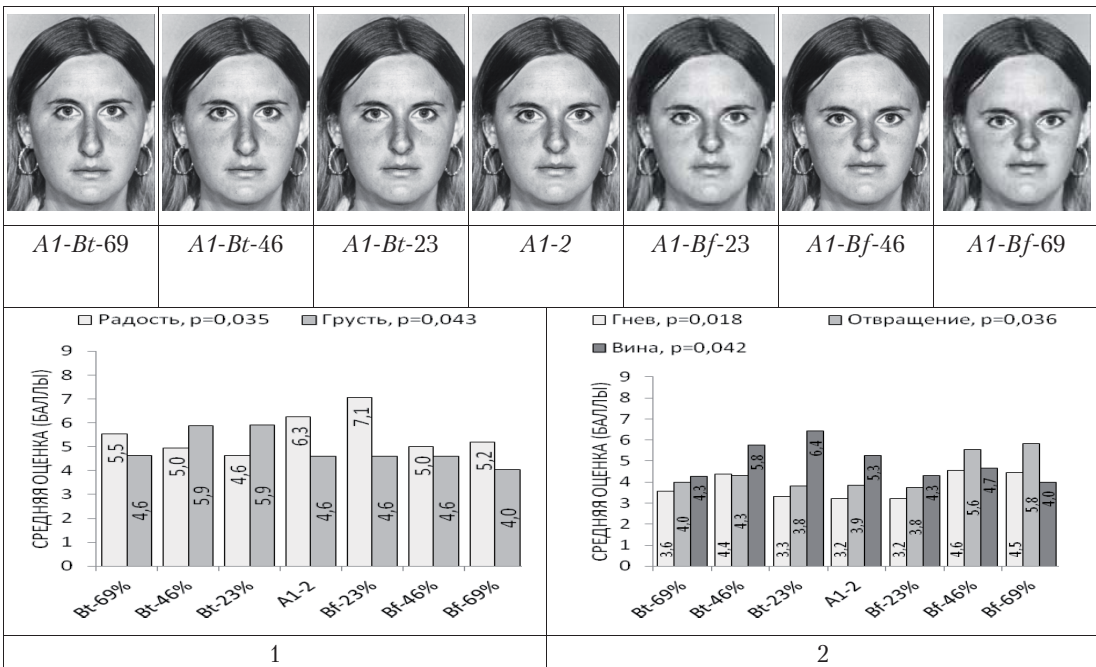 A1-Bt-69 A1-Bt-46 A1-Bt-23 A1-2 A1-Bf-23 A1-Bf-46 A1-Bf-69
Радость, p=0,035 Грусть, p=0,043
СРЕДНЯЯ ОЦЕНКА (БАЛЛЫ)
9
8
7
6
5
4
3
2
1
0
5,5 4,6 5,0 5,9 4,6 5,9 6,3 4,6 7,1 4,6 5,0 4,6 5,2 4,0
Bt-69% Bt-46% Bt-23% A1-2 Bf-23% Bf-46% Bf-69%
1
Гнев, p=0,018 Отвращение, p=0,036
Вина, p=0,042
СРЕДНЯЯ ОЦЕНКА (БАЛЛЫ)
9
8
7
6
5
4
3
2
1
0
3,6 4,0 4,3 4,4 4,3 5,8 3,3 3,8 6,4 3,2 3,9 5,3 3,2 3,8 4,3 4,6 5,6 4,7 4,5 5,8 4,0
Bt-69% Bt-46% Bt-23% A1-2 Bf-23% Bf-46% Bf-69%
2